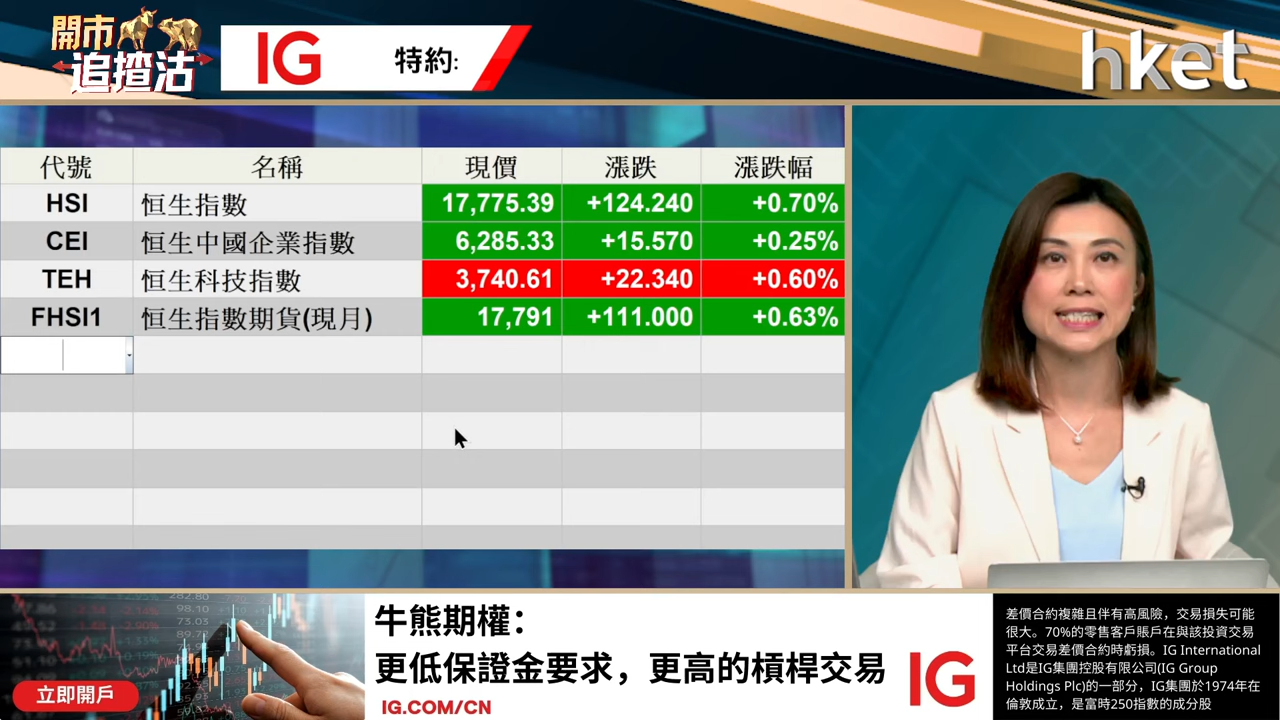 開市
追揸沽
IG 特約:
hket
代號 名稱 現價 漲跌 漲跌幅
HSI 恒生指數 17,775.39 +124.240 +0.70%
CEI 恒生中國企業指數 6,285.33 +15.570 +0.25%
TEH 恒生科技指數 3,740.61 +22.340 +0.60%
FHSI1 恒生指數期貨(現月) 17,791 +111.000 +0.63%
282.80
98.10
73.09
立即開戶
牛熊期權：
更低保證金要求，更高的槓桿交易
IG.COM/CN
IG
差價合約複雜且伴有高風險，交易損失可能
很大。70%的零售客戶賬戶在與該投資交易
平台交易差價合約時虧損。IG International
Ltd是IG集團控股有限公司(IG Group
Holdings Plc)的一部分，IG集團於1974年在
倫敦成立，是富時250指數的成分股